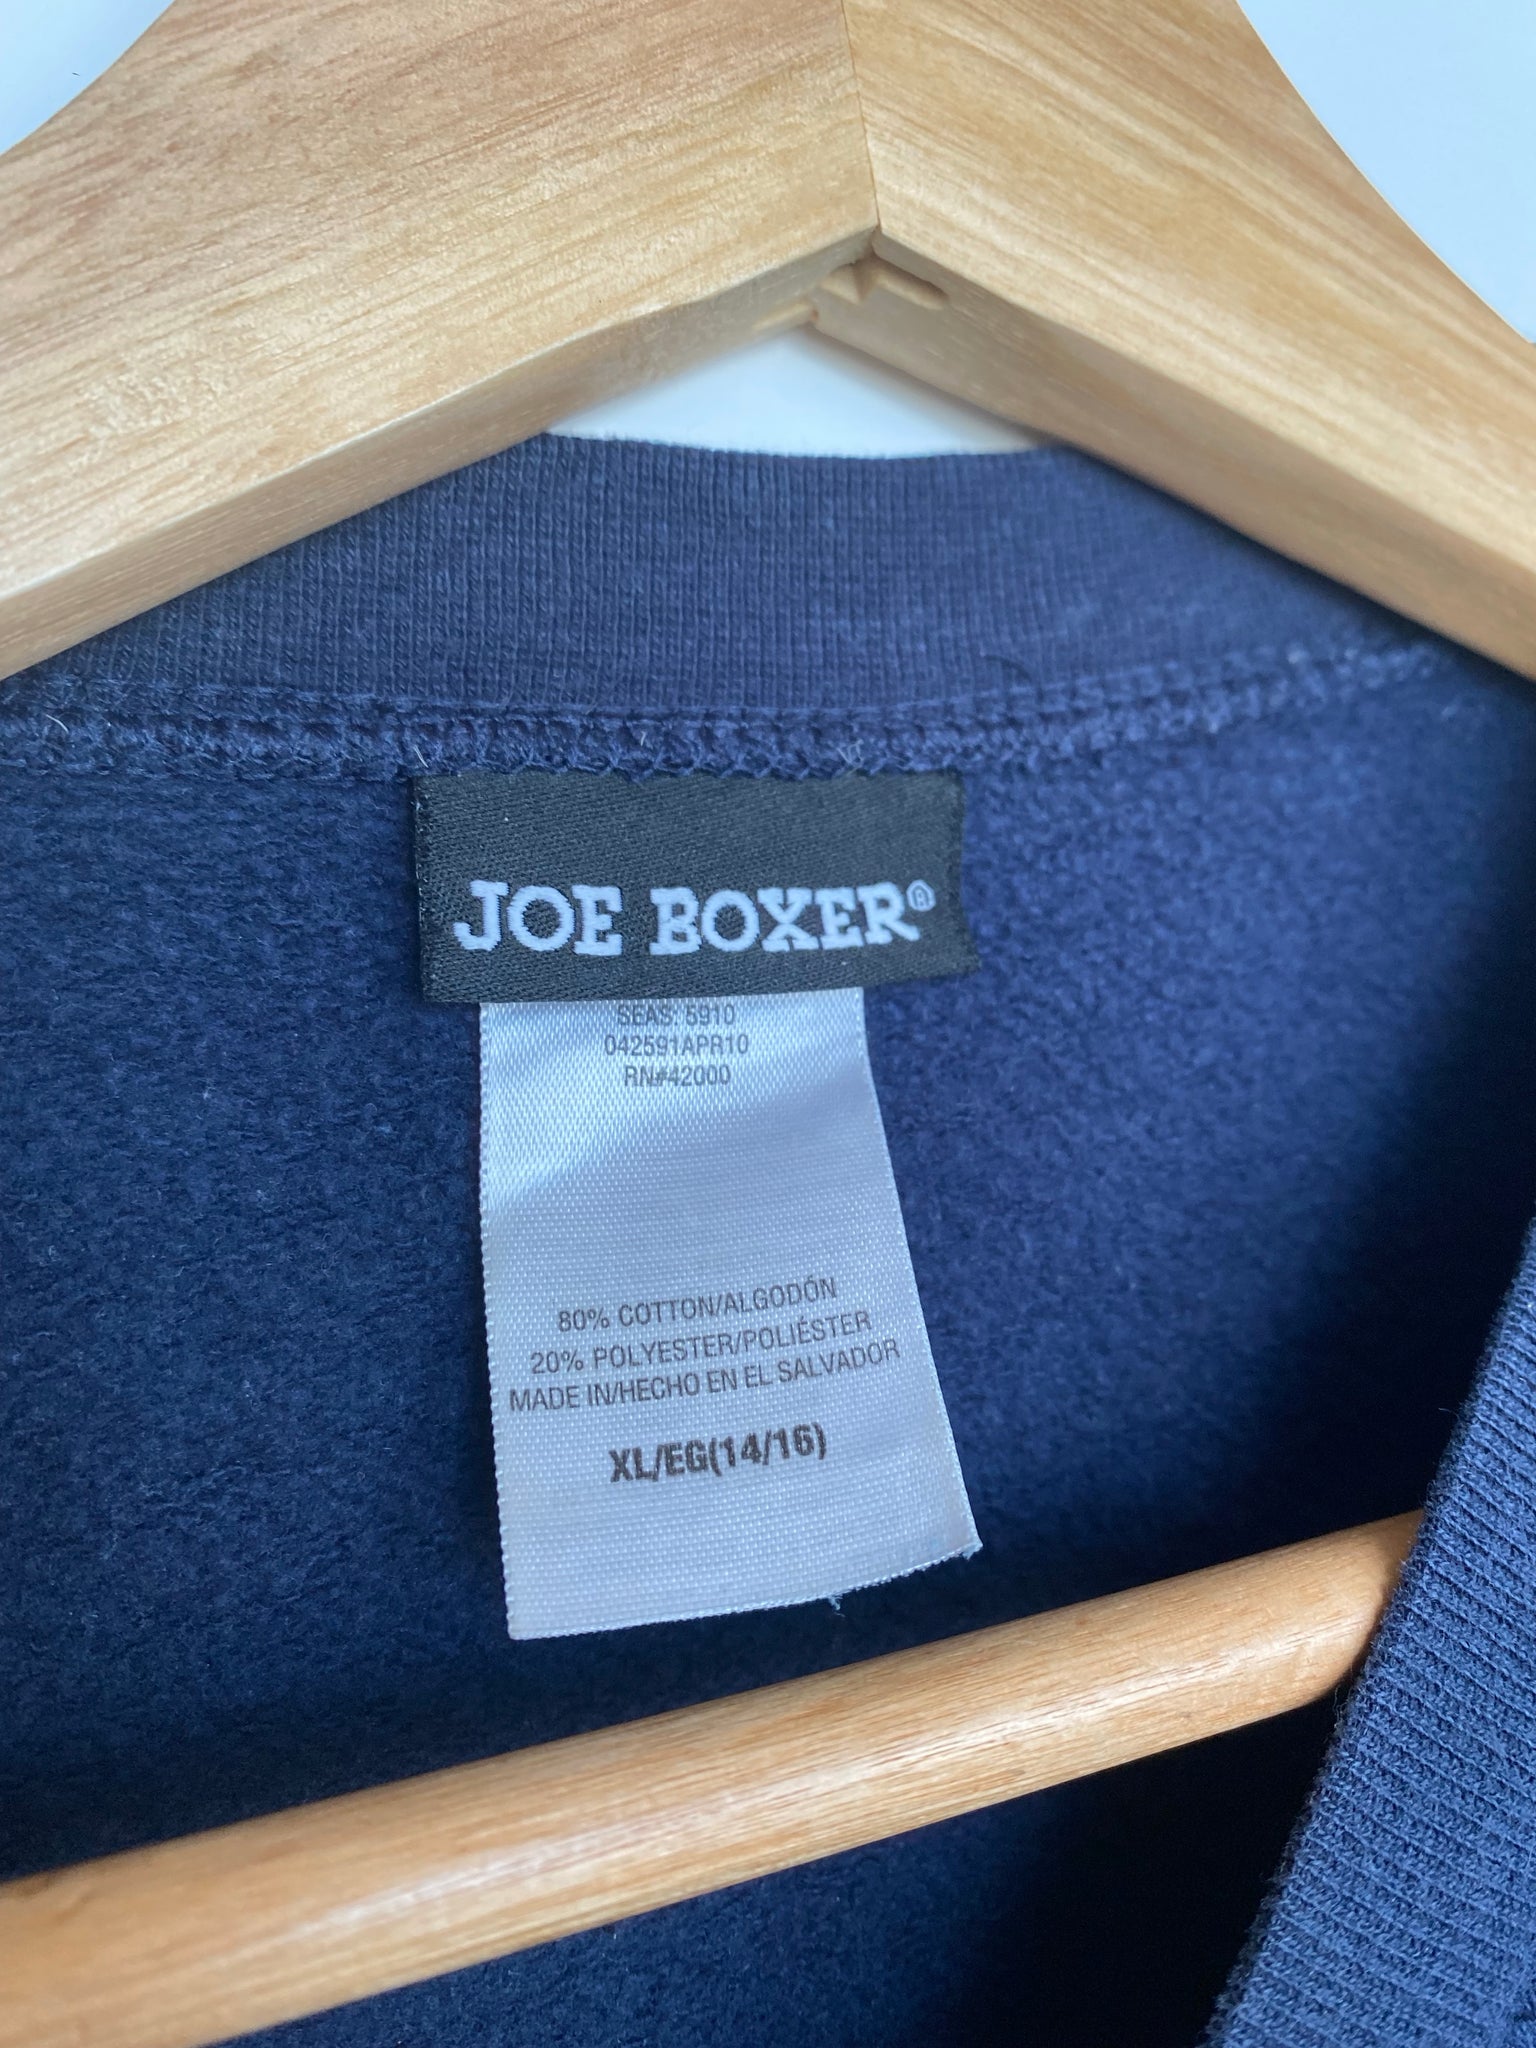 JOE BOXER®
SEAS: 5910
042591APR10
RN#42000
80% COTTON/ALGODÓN
20% POLYESTER/POLIÉSTER
MADE IN/HECHO EN EL SALVADOR
XL/EG(14/16)